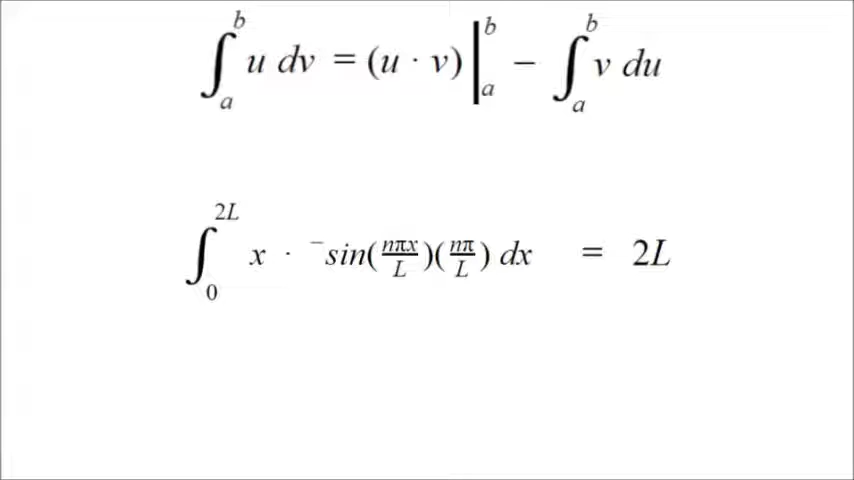 ∫_a^b u dv = (u · v) |_a^b − ∫_a^b v du
∫_0^{2L} x · ⁻sin(nπx/L)(nπ/L) dx = 2L